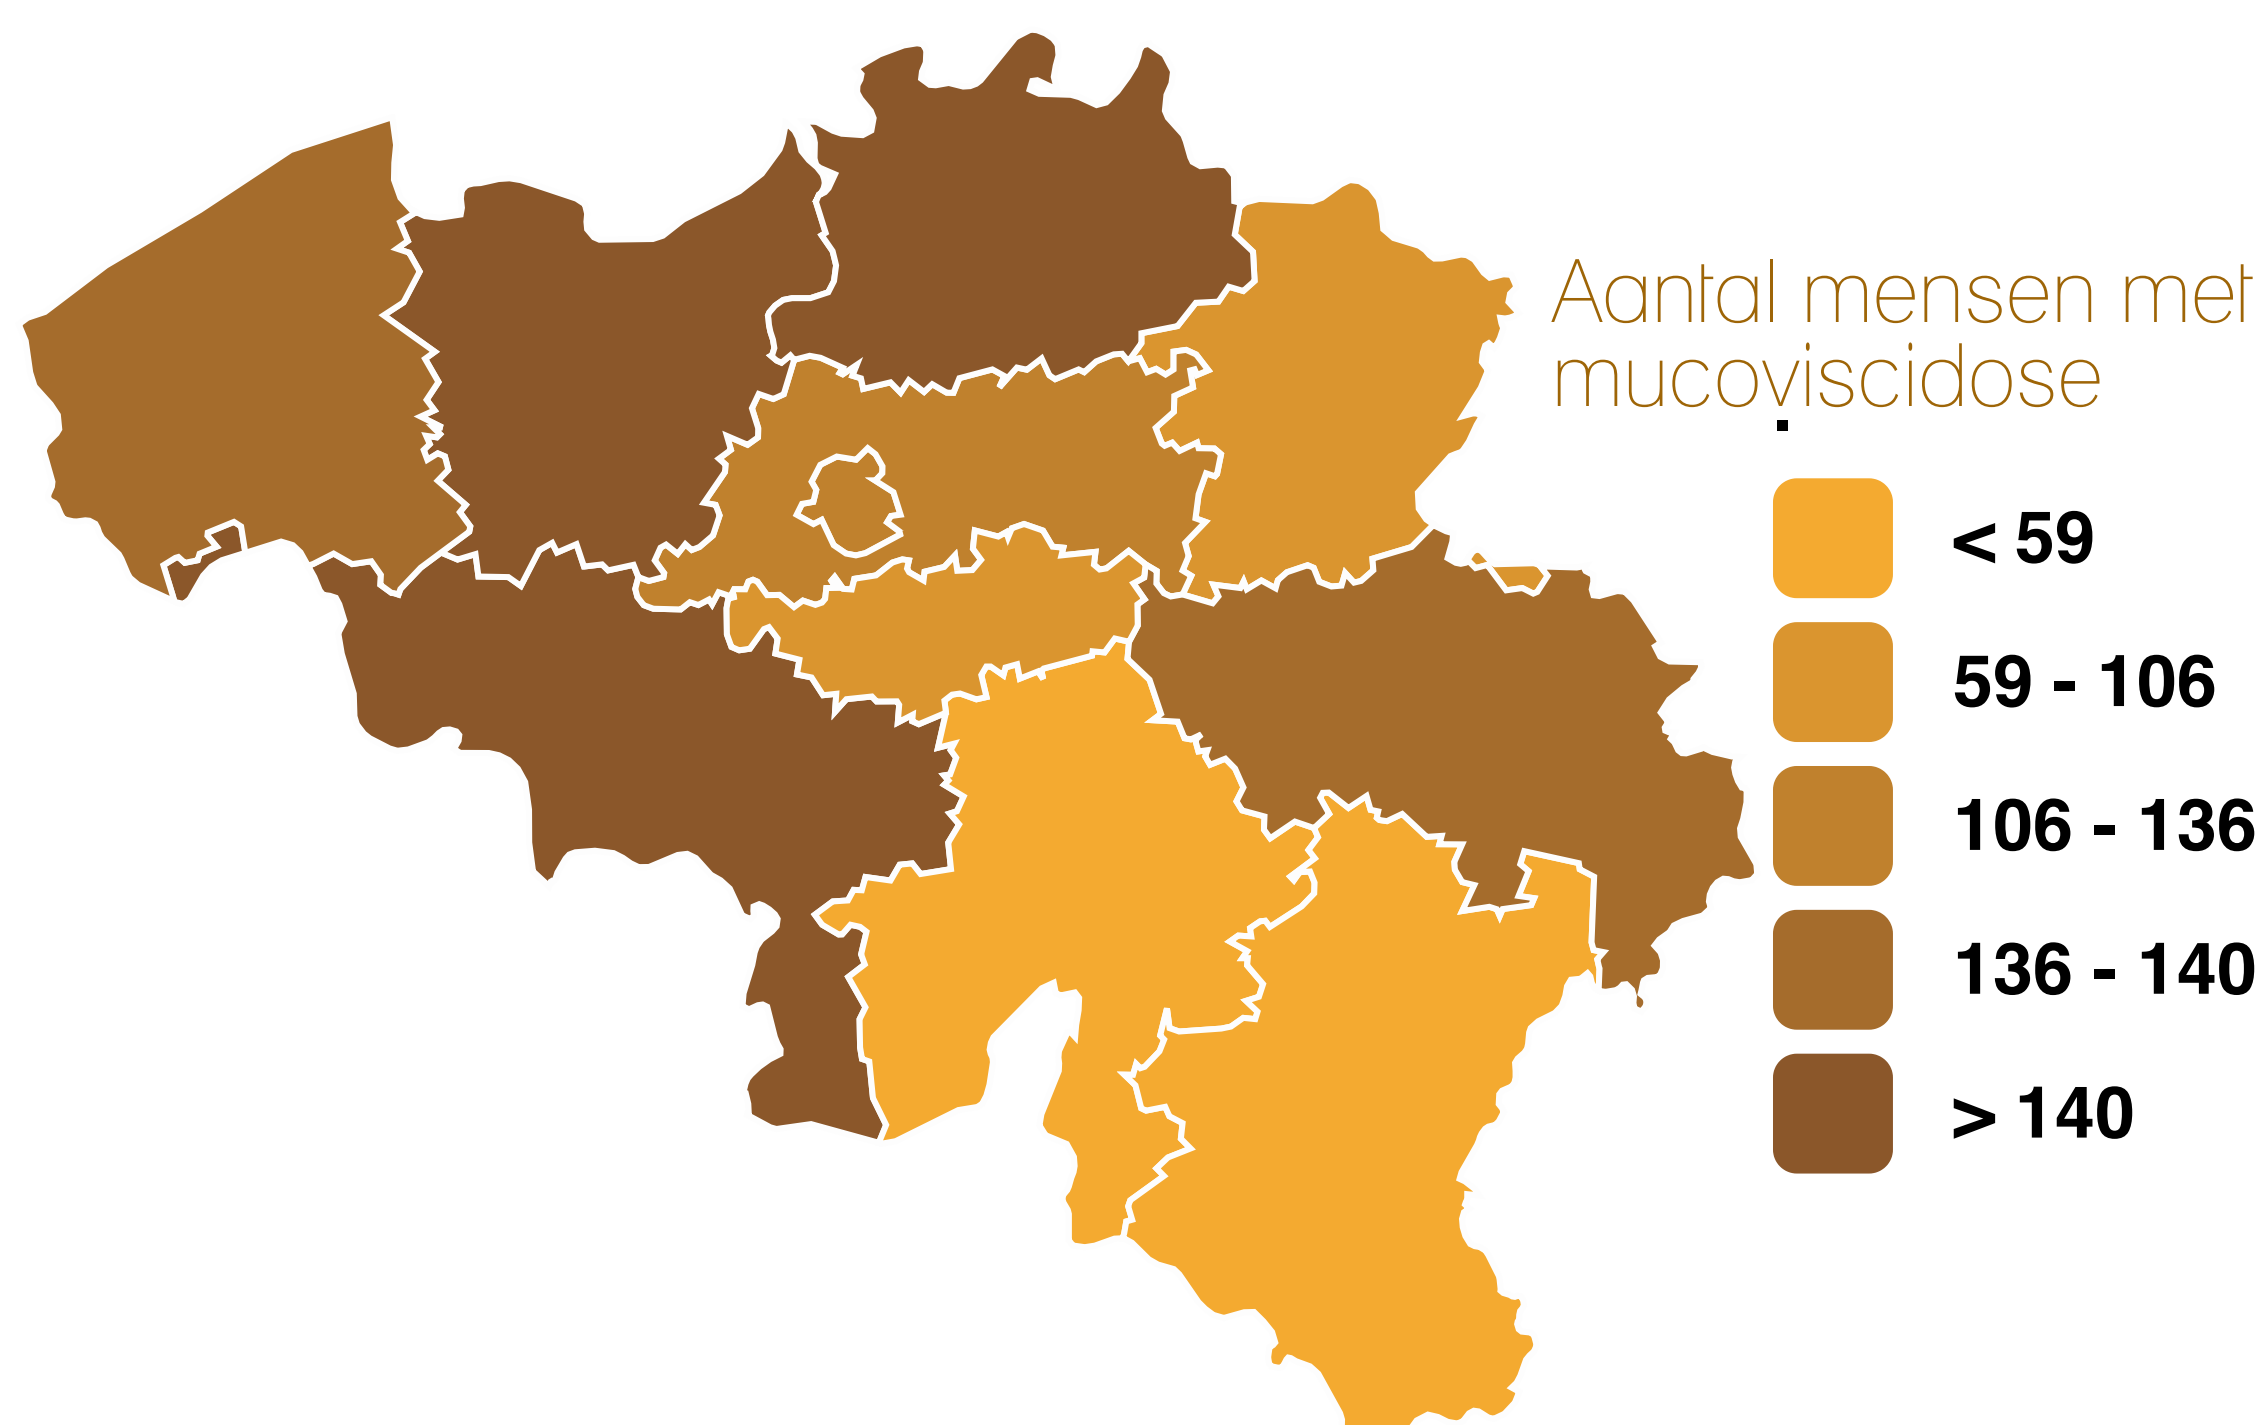 Aantal mensen met
mucoviscidose
< 59
59 - 106
106 - 136
136 - 140
> 140